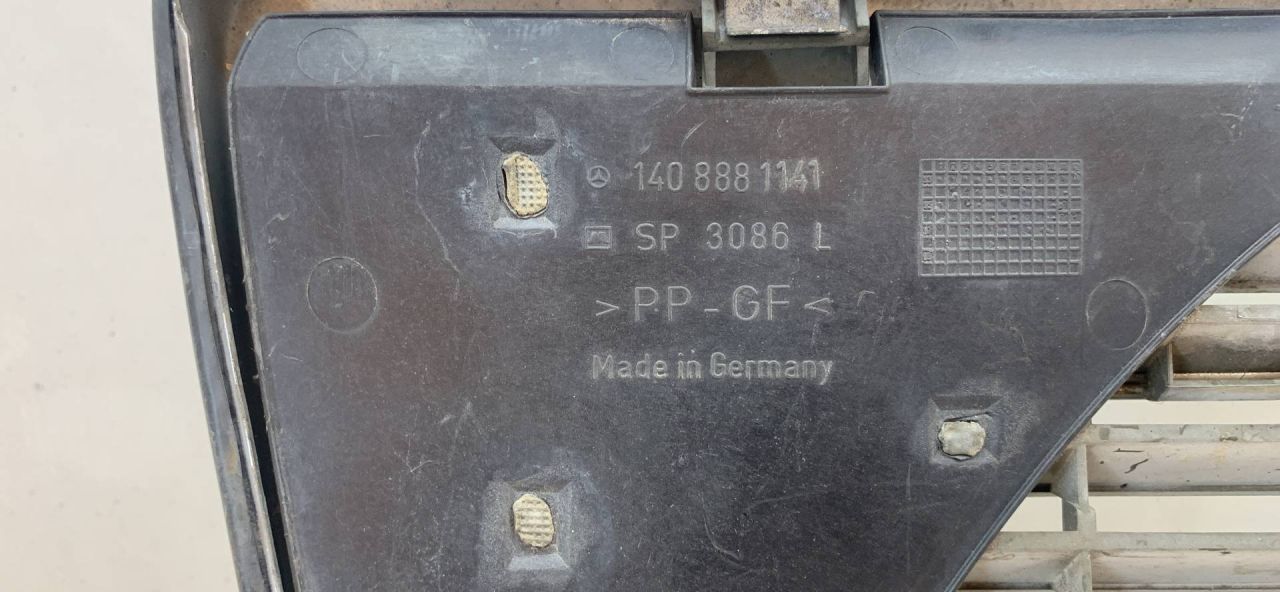 140 888 1141
SP 3086 L
>PP-GF<
Made in Germany